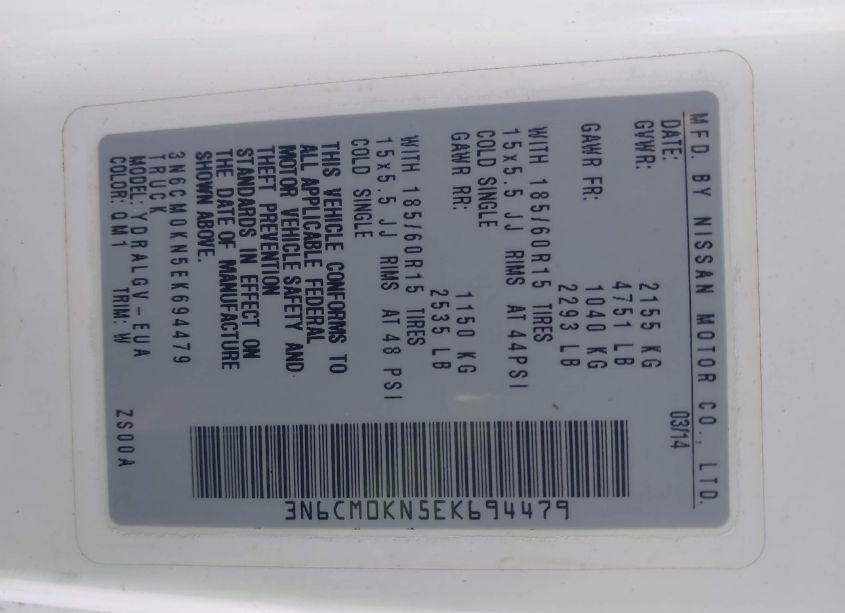 MFD. BY NISSAN MOTOR CO., LTD.
DATE: 03/14
GVWR: 2155 KG
4751 LB
GAWR FR: 1040 KG
2293 LB
WITH 185/60R15 TIRES
15x5.5 JJ RIMS AT 44PSI
COLD SINGLE
GAWR RR: 1150 KG
2535 LB
WITH 185/60R15 TIRES
15x5.5 JJ RIMS AT 48 PSI
COLD SINGLE
THIS VEHICLE CONFORMS TO
ALL APPLICABLE FEDERAL
MOTOR VEHICLE SAFETY AND
THEFT PREVENTION
STANDARDS IN EFFECT ON
THE DATE OF MANUFACTURE
SHOWN ABOVE.
3N6CM0KN5EK694479
TRUCK
MODEL: YDRALGV-EUA
COLOR: QM1 TRIM: W ZS00A
3N6CM0KN5EK694479